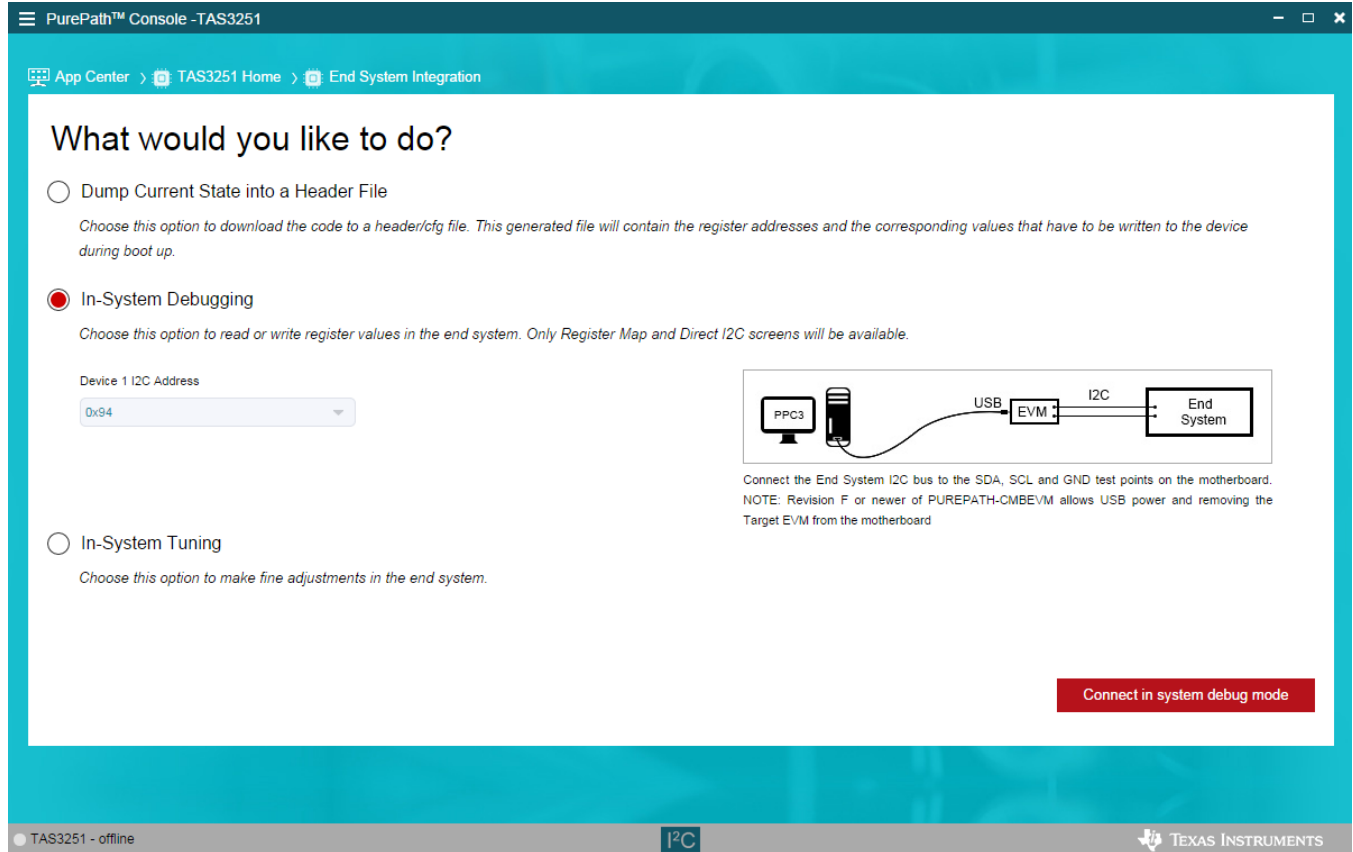 PurePath™ Console -TAS3251
App Center > TAS3251 Home > End System Integration
What would you like to do?
Dump Current State into a Header File
Choose this option to download the code to a header/cfg file. This generated file will contain the register addresses and the corresponding values that have to be written to the device
during boot up.
In-System Debugging
Choose this option to read or write register values in the end system. Only Register Map and Direct I2C screens will be available.
Device 1 I2C Address
0x94
PPC3
USB
EVM
I2C
End
System
Connect the End System I2C bus to the SDA, SCL and GND test points on the motherboard.
NOTE: Revision F or newer of PUREPATH-CMBEVM allows USB power and removing the
Target EVM from the motherboard
In-System Tuning
Choose this option to make fine adjustments in the end system.
Connect in system debug mode
TAS3251 - offline
I²C
TEXAS INSTRUMENTS